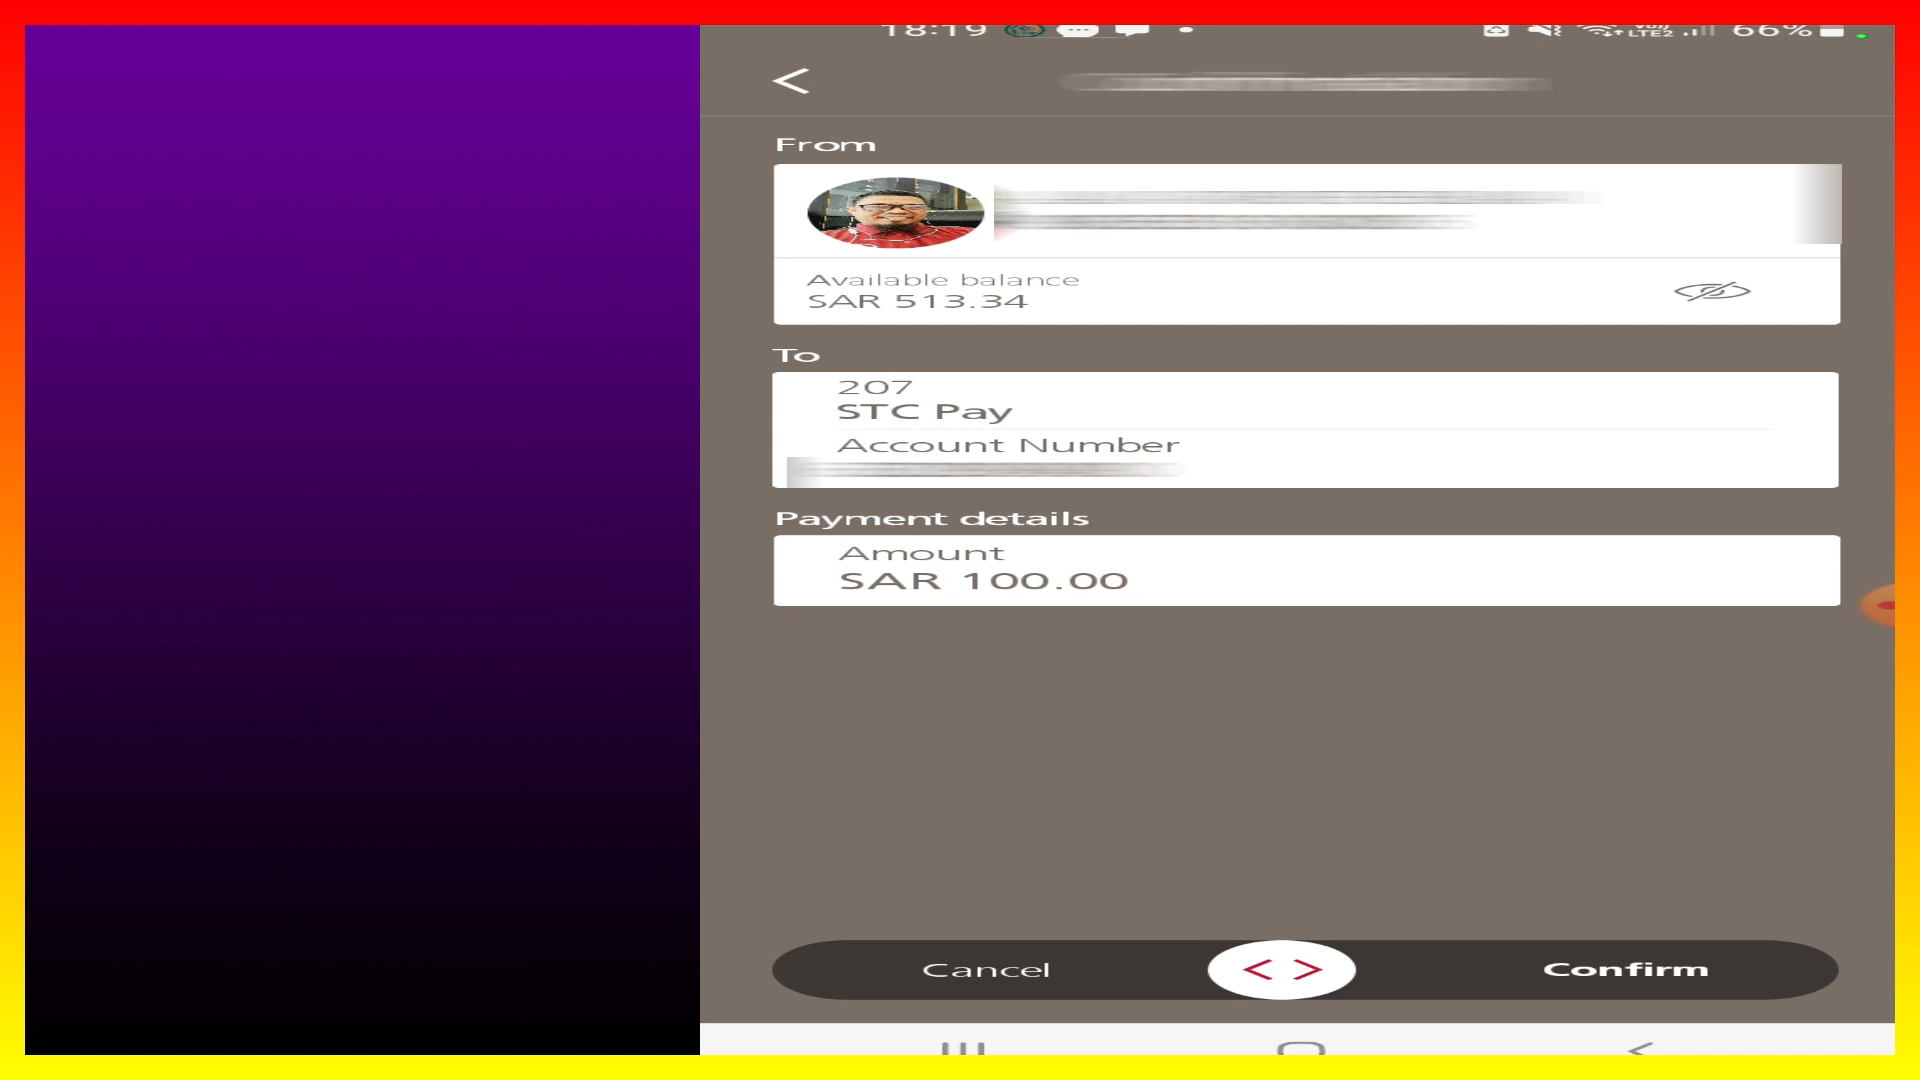 18:19
LTE2 66%
From
Available balance
SAR 513.34
To
207
STC Pay
Account Number
Payment details
Amount
SAR 100.00
Cancel < > Confirm